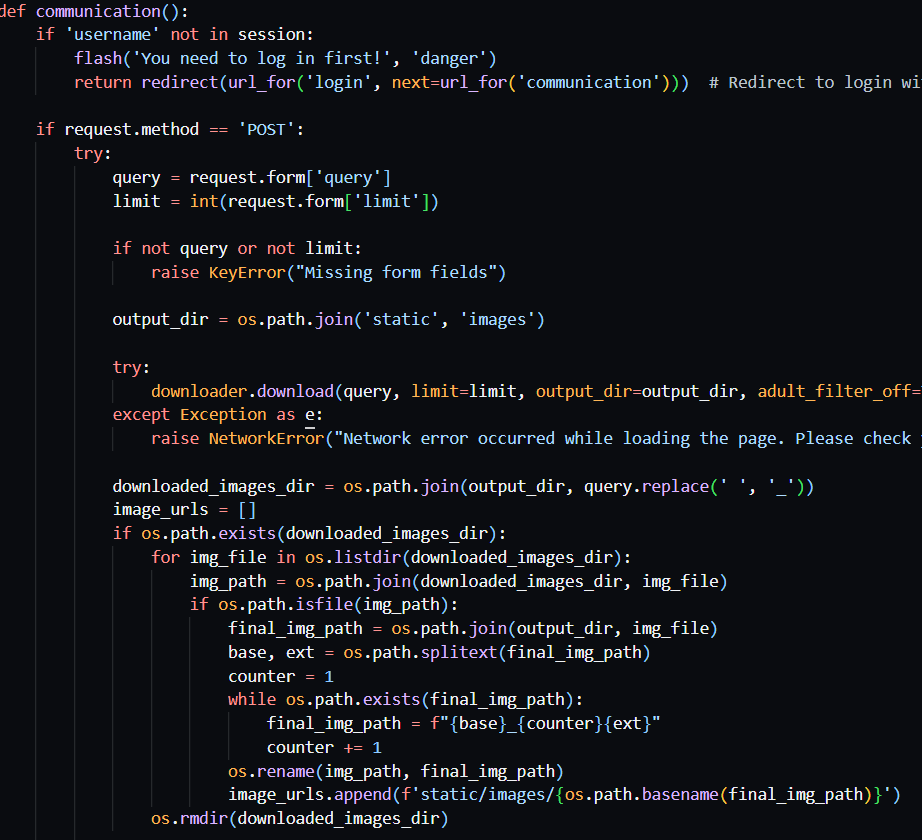 def communication():
    if 'username' not in session:
        flash('You need to log in first!', 'danger')
        return redirect(url_for('login', next=url_for('communication')))  # Redirect to login
    if request.method == 'POST':
        try:
            query = request.form['query']
            limit = int(request.form['limit'])
            if not query or not limit:
                raise KeyError("Missing form fields")
            output_dir = os.path.join('static', 'images')
            try:
                downloader.download(query, limit=limit, output_dir=output_dir, adult_filter_off=
            except Exception as e:
                raise NetworkError("Network error occurred while loading the page. Please check
            downloaded_images_dir = os.path.join(output_dir, query.replace(' ', '_'))
            image_urls = []
            if os.path.exists(downloaded_images_dir):
                for img_file in os.listdir(downloaded_images_dir):
                    img_path = os.path.join(downloaded_images_dir, img_file)
                    if os.path.isfile(img_path):
                        final_img_path = os.path.join(output_dir, img_file)
                        base, ext = os.path.splitext(final_img_path)
                        counter = 1
                        while os.path.exists(final_img_path):
                            final_img_path = f"{base}_{counter}{ext}"
                            counter += 1
                        os.rename(img_path, final_img_path)
                        image_urls.append(f'static/images/{os.path.basename(final_img_path)}')
                os.rmdir(downloaded_images_dir)